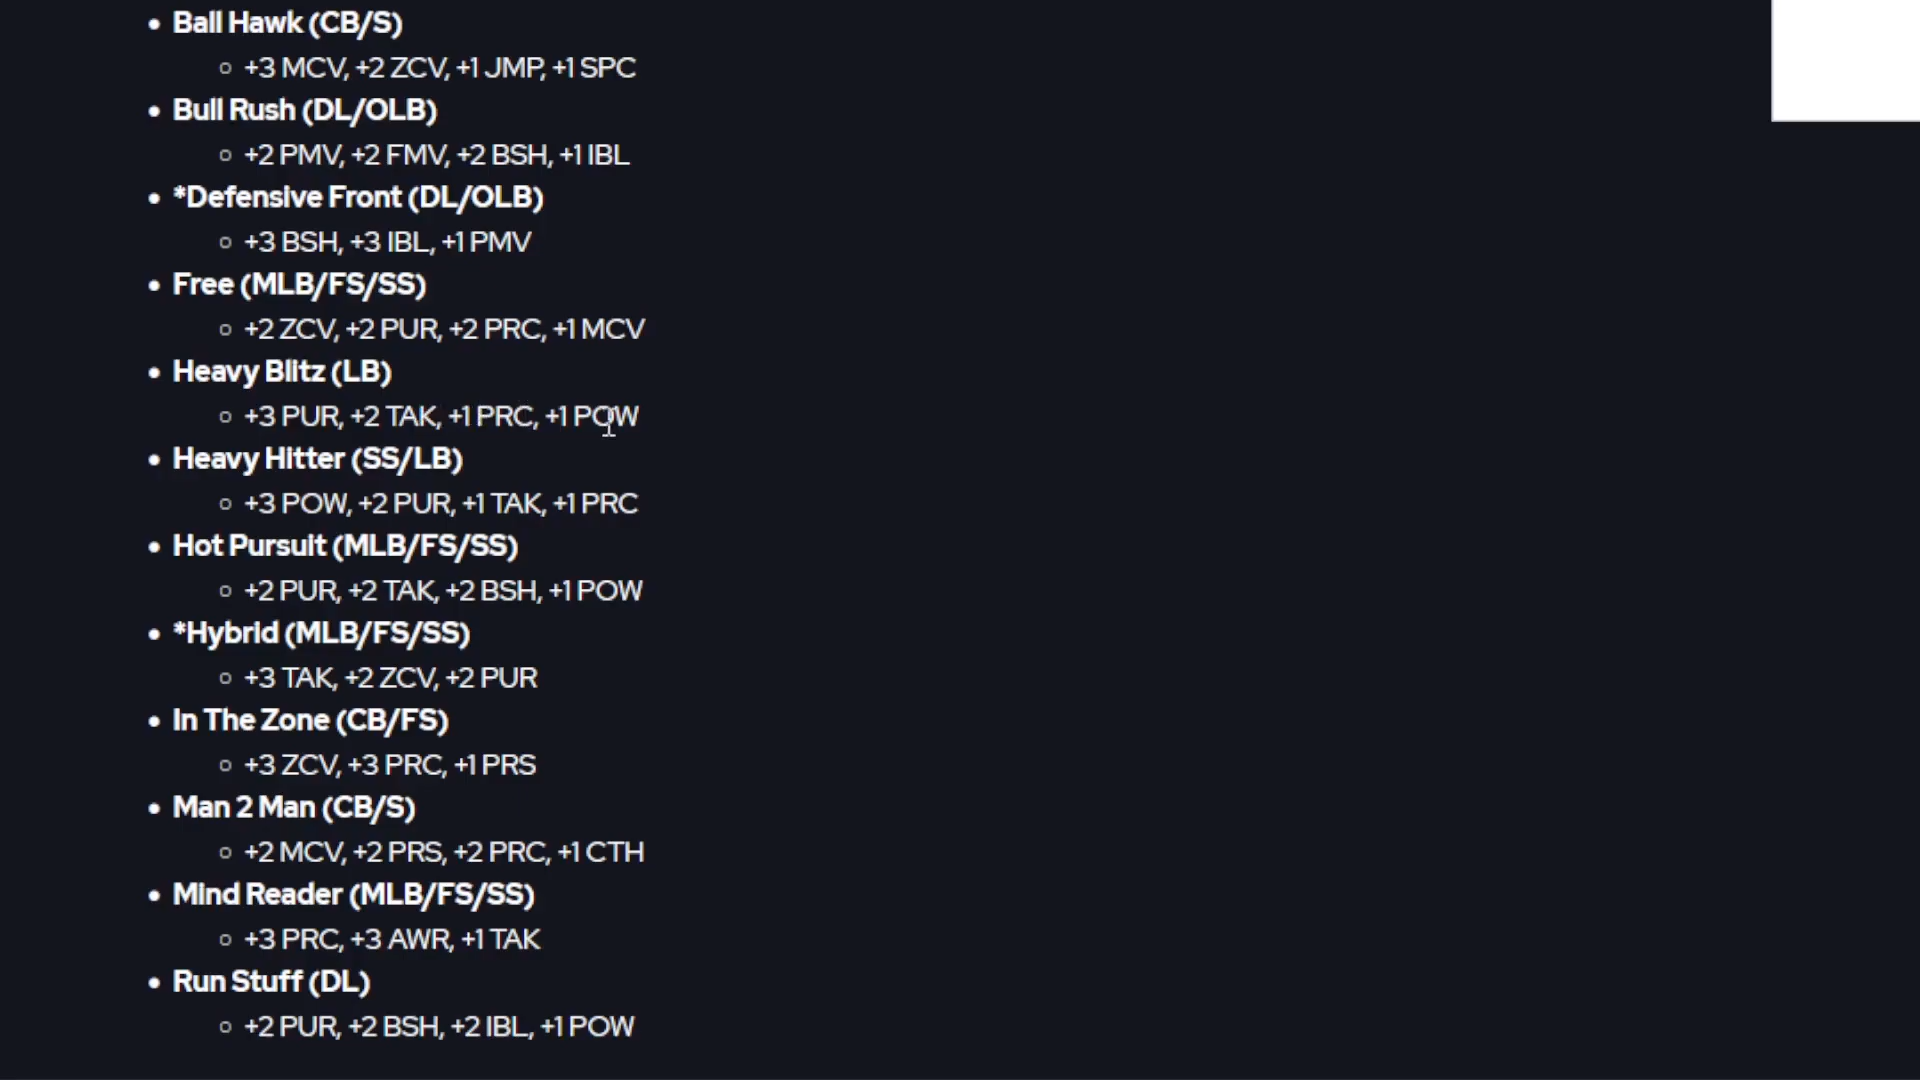 • Ball Hawk (CB/S)
○ +3 MCV, +2 ZCV, +1 JMP, +1 SPC
• Bull Rush (DL/OLB)
○ +2 PMV, +2 FMV, +2 BSH, +1 IBL
• *Defensive Front (DL/OLB)
○ +3 BSH, +3 IBL, +1 PMV
• Free (MLB/FS/SS)
○ +2 ZCV, +2 PUR, +2 PRC, +1 MCV
• Heavy Blitz (LB)
○ +3 PUR, +2 TAK, +1 PRC, +1 POW
• Heavy Hitter (SS/LB)
○ +3 POW, +2 PUR, +1 TAK, +1 PRC
• Hot Pursuit (MLB/FS/SS)
○ +2 PUR, +2 TAK, +2 BSH, +1 POW
• *Hybrid (MLB/FS/SS)
○ +3 TAK, +2 ZCV, +2 PUR
• In The Zone (CB/FS)
○ +3 ZCV, +3 PRC, +1 PRS
• Man 2 Man (CB/S)
○ +2 MCV, +2 PRS, +2 PRC, +1 CTH
• Mind Reader (MLB/FS/SS)
○ +3 PRC, +3 AWR, +1 TAK
• Run Stuff (DL)
○ +2 PUR, +2 BSH, +2 IBL, +1 POW